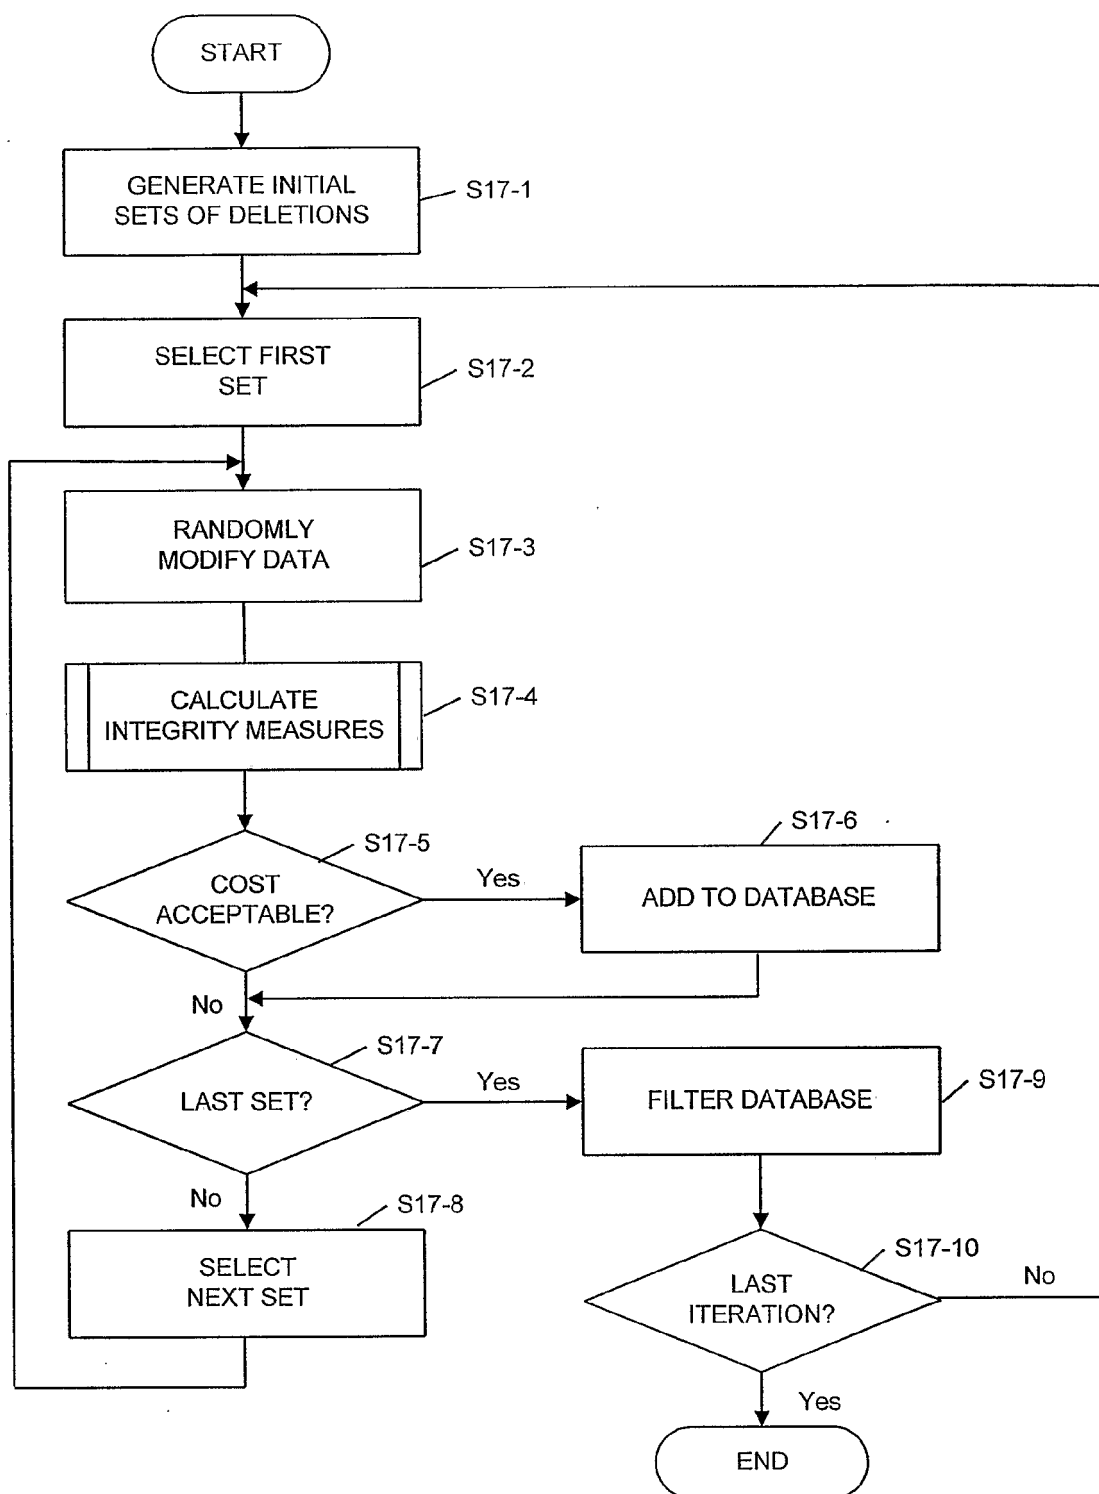 START
GENERATE INITIAL
SETS OF DELETIONS
S17-1
SELECT FIRST
SET
S17-2
RANDOMLY
MODIFY DATA
S17-3
CALCULATE
INTEGRITY MEASURES
S17-4
COST
ACCEPTABLE?
S17-5
Yes
ADD TO DATABASE
S17-6
No
LAST SET?
S17-7
Yes
FILTER DATABASE
S17-9
No
SELECT
NEXT SET
S17-8
LAST
ITERATION?
S17-10
No
Yes
END